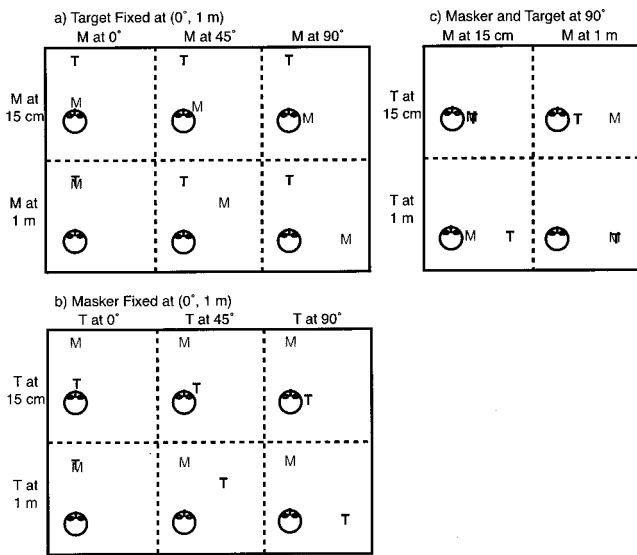 a) Target Fixed at (0°, 1 m)
M at 0° M at 45° M at 90°
M at
15 cm
T T T
M M M
M at
1 m
T M T T
M
M
c) Masker and Target at 90°
M at 15 cm M at 1 m
T at
15 cm
M T T M
T at
1 m
M T M T
b) Masker Fixed at (0°, 1 m)
T at 0° T at 45° T at 90°
T at
15 cm
M M M
T T T
T at
1 m
T M M M
T
T